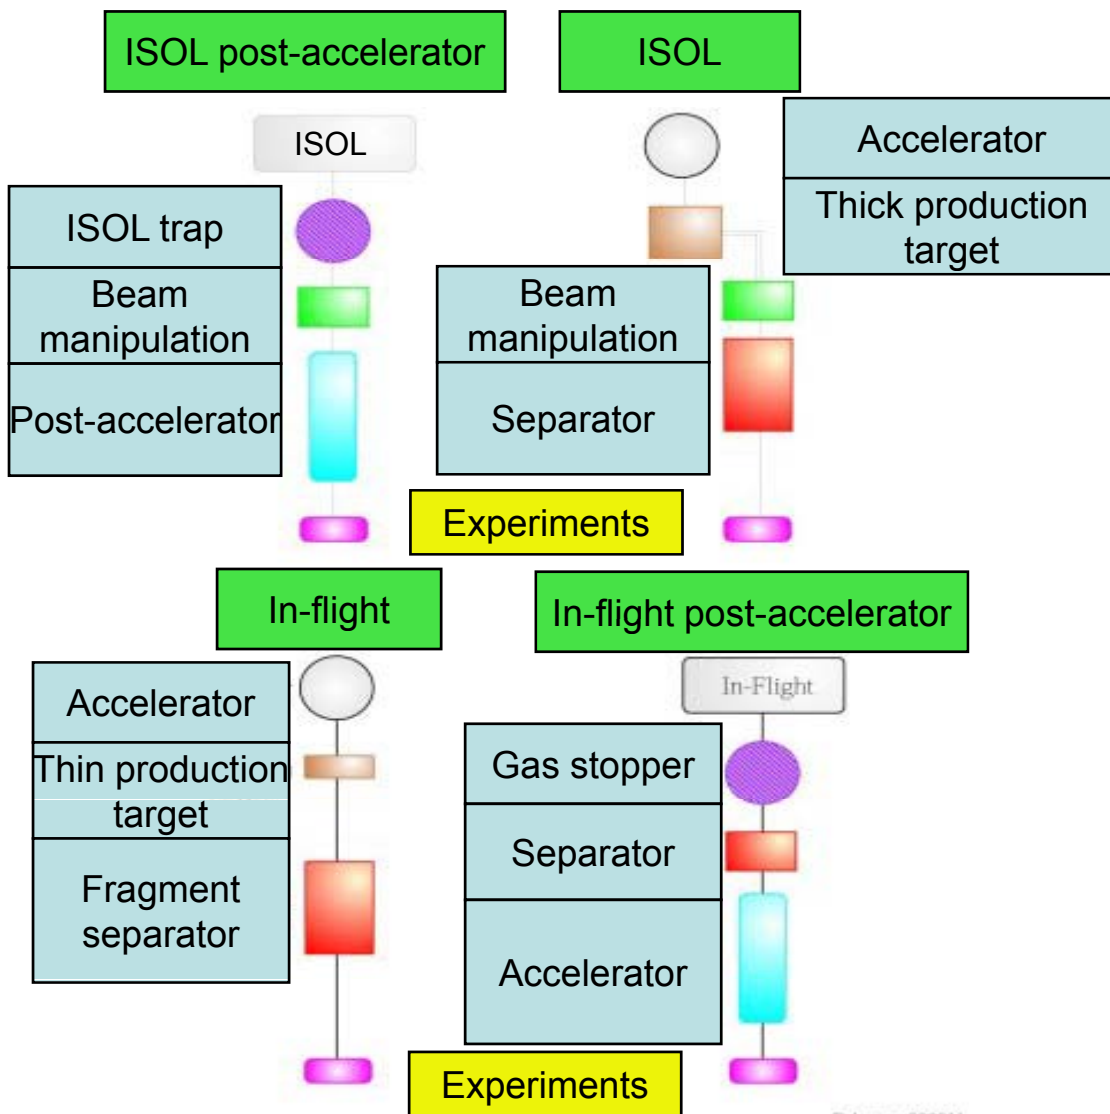 ISOL post-accelerator
ISOL
ISOL
Accelerator
Thick production
target
ISOL trap
Beam
manipulation
Post-accelerator
Beam
manipulation
Separator
Experiments
In-flight
In-flight post-accelerator
In-Flight
Accelerator
Thin production
target
Fragment
separator
Gas stopper
Separator
Accelerator
Experiments